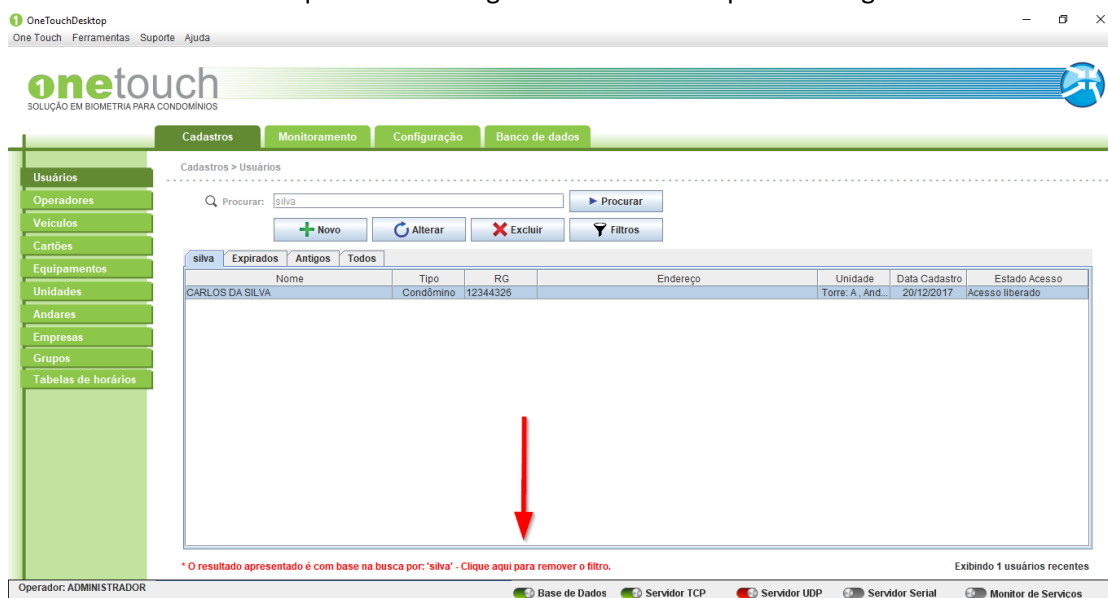 OneTouchDesktop
One Touch Ferramentas Suporte Ajuda
1onetouch
SOLUÇÃO EM BIOMETRIA PARA CONDOMÍNIOS
Cadastros Monitoramento Configuração Banco de dados
Cadastros > Usuários
Usuários
Operadores
Veículos
Cartões
Equipamentos
Unidades
Andares
Empresas
Grupos
Tabelas de horários
Procurar: silva Procurar
Novo Alterar Excluir Filtros
silva Expirados Antigos Todos
Nome Tipo RG Endereço Unidade Data Cadastro Estado Acesso
CARLOS DA SILVA Condômino 12344326 Torre: A , And... 20/12/2017 Acesso liberado
* O resultado apresentado é com base na busca por: 'silva' - Clique aqui para remover o filtro. Exibindo 1 usuários recentes
Operador: ADMINISTRADOR Base de Dados Servidor TCP Servidor UDP Servidor Serial Monitor de Serviços